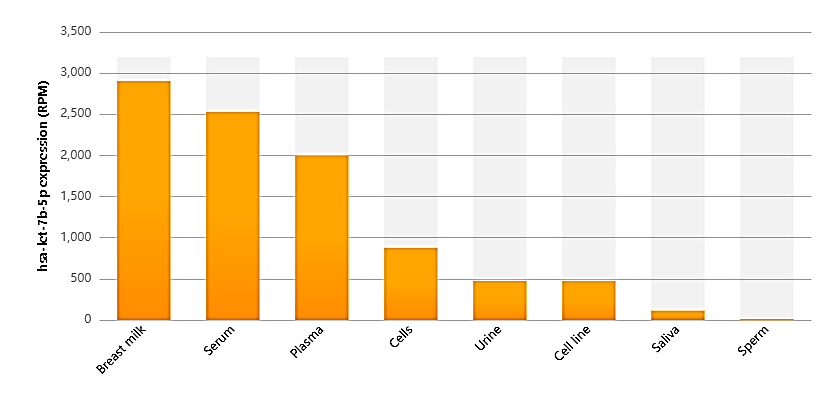 3,500
3,000
2,500
2,000
1,500
1,000
500
0
hsa-let-7b-5p expression (RPM)
Breast milk
Serum
Plasma
Cells
Urine
Cell line
Saliva
Sperm